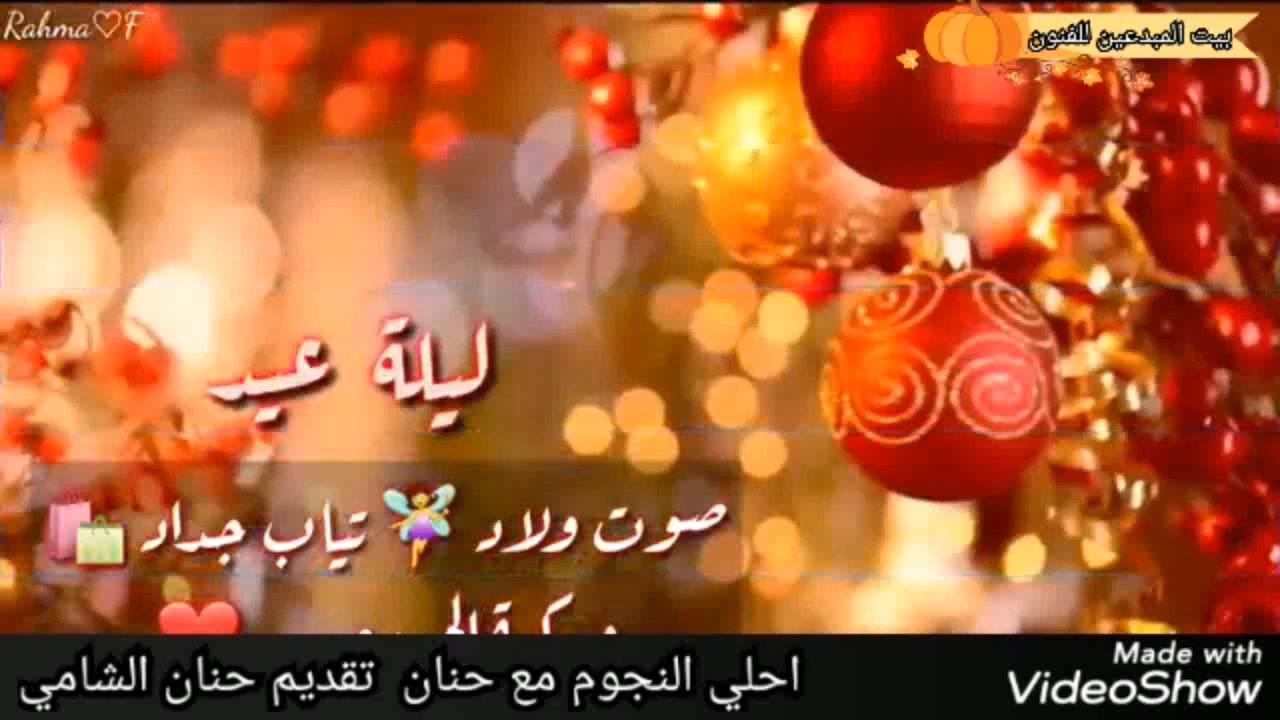 Rahma♡F
بيت المبدعين للفنون
ليلة عيد
صوت ولاد 🧚‍♀️ تياب جداد 🛍️
احلي النجوم مع حنان تقديم حنان الشامي
Made with
VideoShow